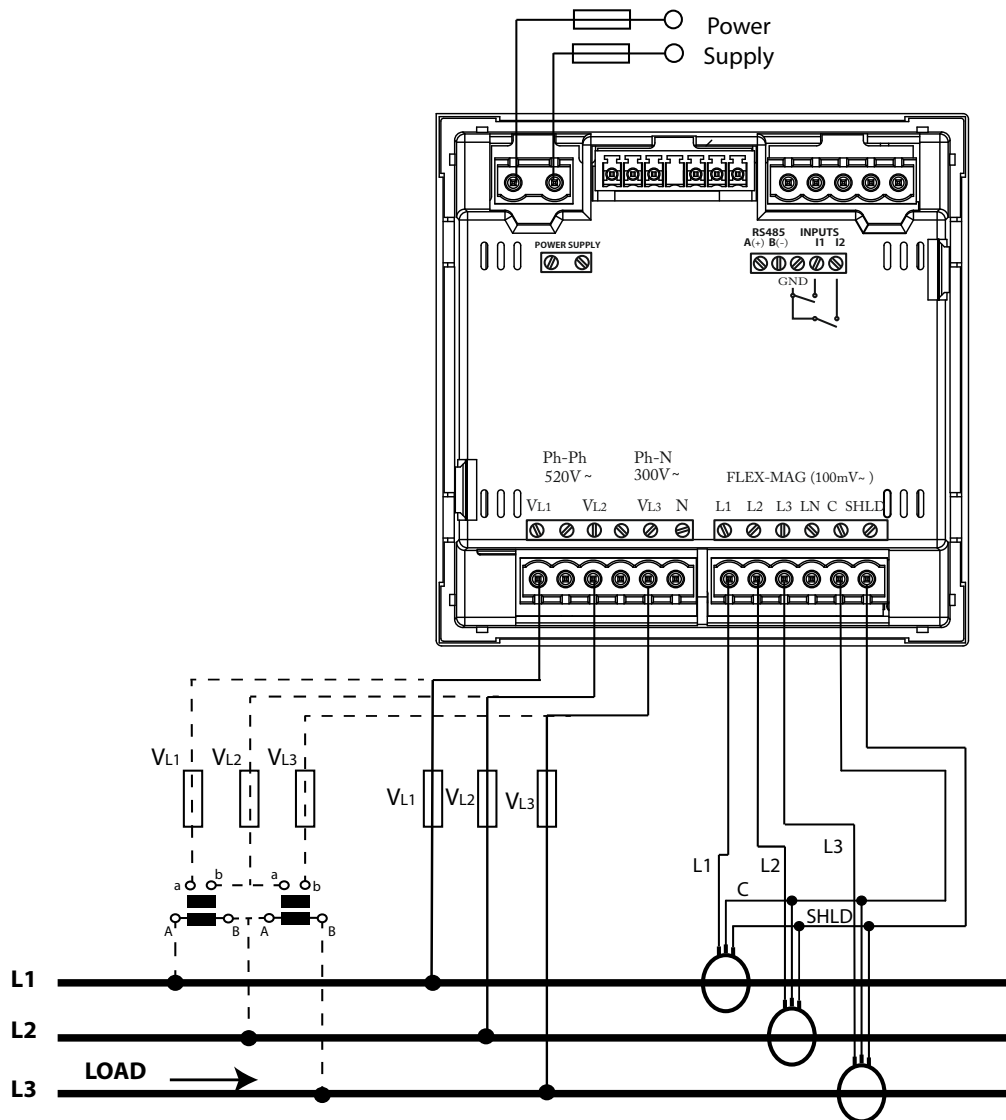 Power
Supply
POWER SUPPLY
RS485 INPUTS
A(+) B(-) I1 I2
GND
Ph-Ph
520V ~
Ph-N
300V ~
FLEX-MAG (100mV~ )
VL1 VL2 VL3 N
L1 L2 L3 LN C SHLD
VL1 VL2 VL3
VL1 VL2 VL3
L1 L2 L3
C
SHLD
a b a b
A B A B
L1
L2
LOAD
L3